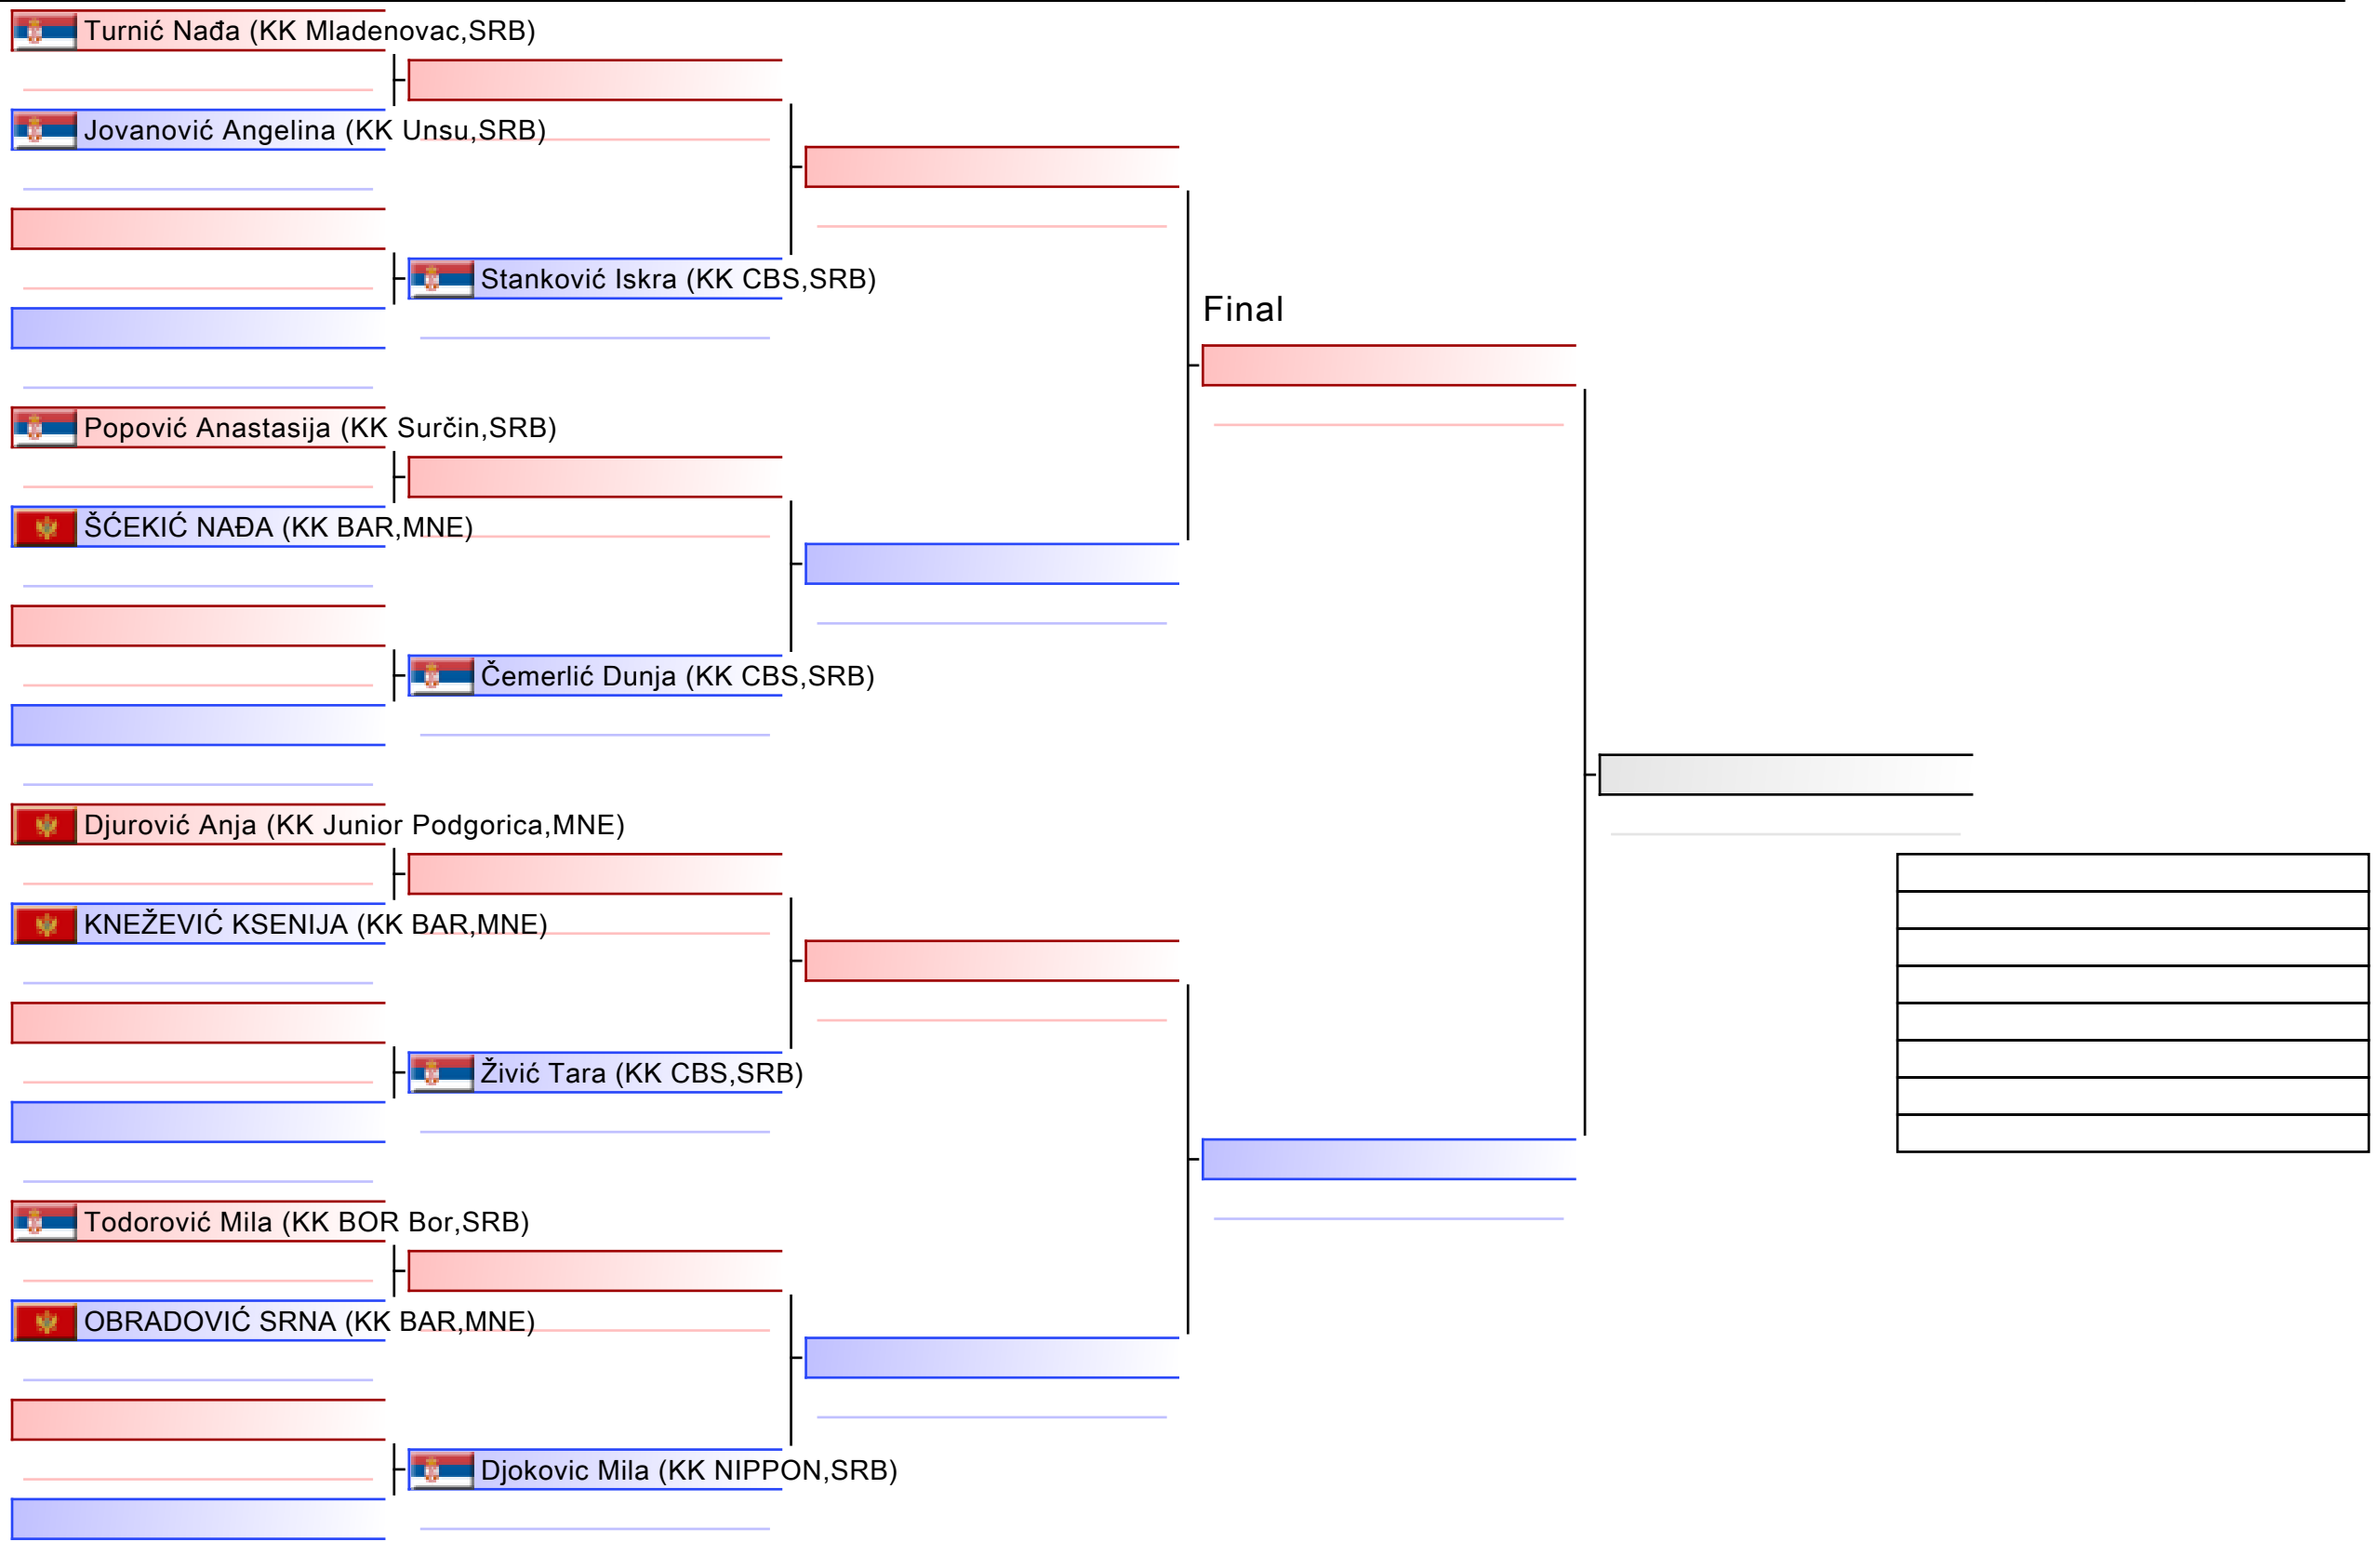 Turnić Nađa (KK Mladenovac,SRB)
Jovanović Angelina (KK Unsu,SRB)
Stanković Iskra (KK CBS,SRB)
Final
Popović Anastasija (KK Surčin,SRB)
ŠĆEKIĆ NAĐA (KK BAR,MNE)
Čemerlić Dunja (KK CBS,SRB)
Djurović Anja (KK Junior Podgorica,MNE)
KNEŽEVIĆ KSENIJA (KK BAR,MNE)
Živić Tara (KK CBS,SRB)
Todorović Mila (KK BOR Bor,SRB)
OBRADOVIĆ SRNA (KK BAR,MNE)
Djokovic Mila (KK NIPPON,SRB)